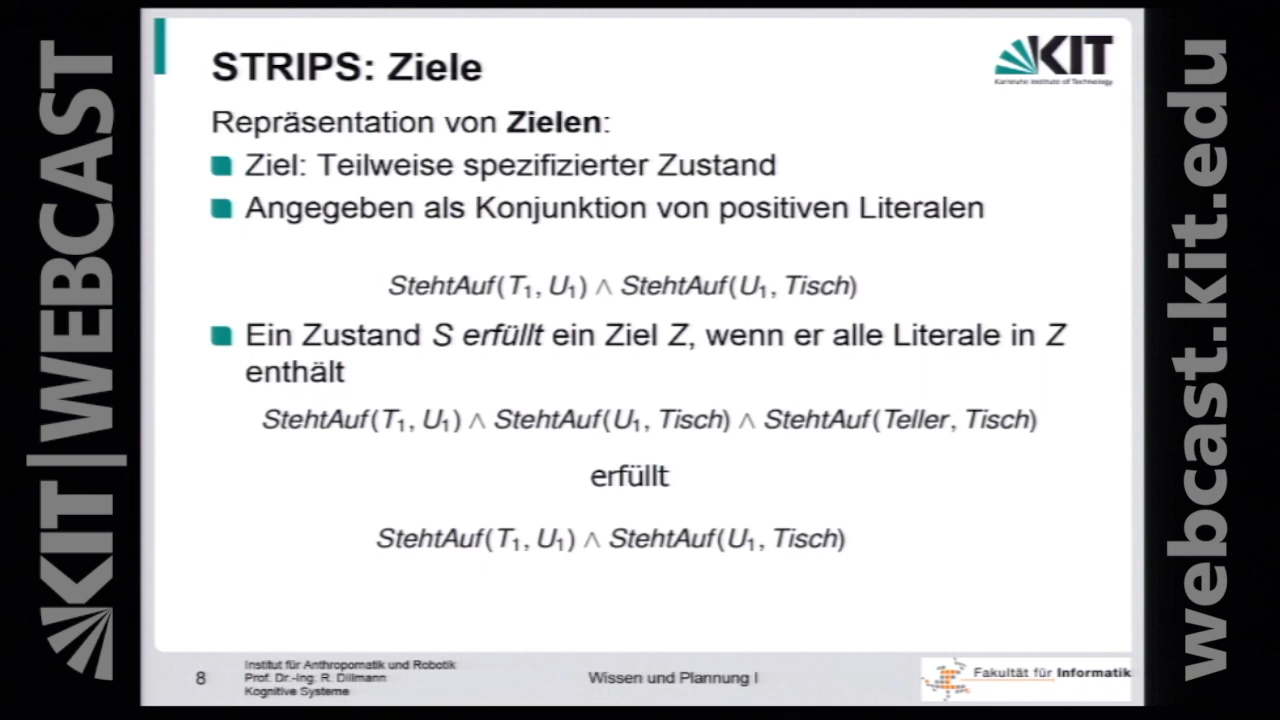 KIT|WEBCAST
STRIPS: Ziele
KIT
Karlsruhe Institute of Technology
Repräsentation von Zielen:
Ziel: Teilweise spezifizierter Zustand
Angegeben als Konjunktion von positiven Literalen
StehtAuf(T₁, U₁) ∧ StehtAuf(U₁, Tisch)
Ein Zustand S erfüllt ein Ziel Z, wenn er alle Literale in Z
enthält
StehtAuf(T₁, U₁) ∧ StehtAuf(U₁, Tisch) ∧ StehtAuf(Teller, Tisch)
erfüllt
StehtAuf(T₁, U₁) ∧ StehtAuf(U₁, Tisch)
8
Institut für Anthropomatik und Robotik
Prof. Dr.-Ing. R. Dillmann
Kognitive Systeme
Wissen und Plannung I
Fakultät für Informatik
webcast.kit.edu